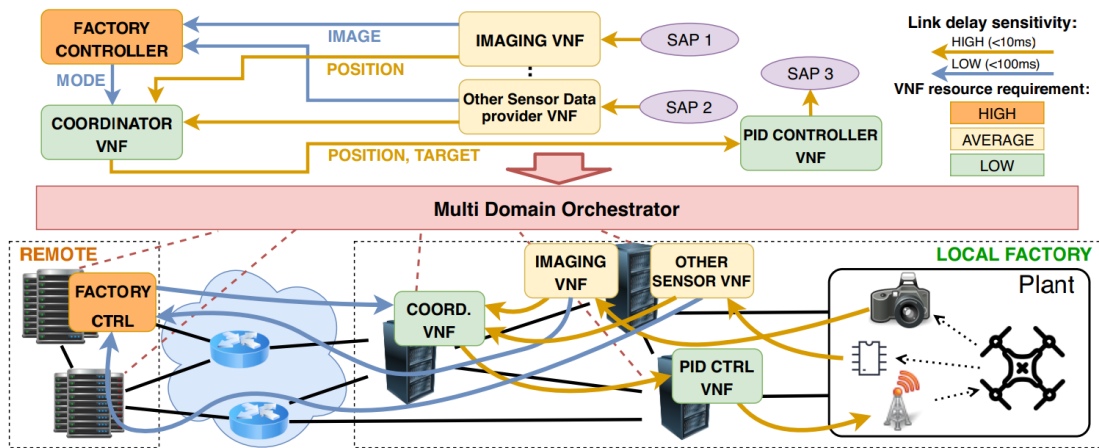 FACTORY
CONTROLLER
IMAGE
IMAGING VNF
SAP 1
Link delay sensitivity:
HIGH (<10ms)
LOW (<100ms)
MODE
POSITION
SAP 3
VNF resource requirement:
HIGH
AVERAGE
LOW
COORDINATOR
VNF
Other Sensor Data
provider VNF
SAP 2
PID CONTROLLER
VNF
POSITION, TARGET
Multi Domain Orchestrator
REMOTE
LOCAL FACTORY
FACTORY
CTRL
IMAGING
VNF
OTHER
SENSOR VNF
Plant
COORD.
VNF
PID CTRL
VNF